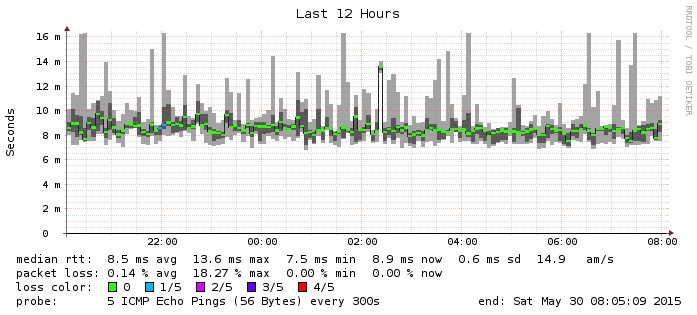 Last 12 Hours
RRDTOOL / TOBI OETIKER
Seconds
16 m
14 m
12 m
10 m
8 m
6 m
4 m
2 m
0
22:00 00:00 02:00 04:00 06:00 08:00
median rtt: 8.5 ms avg 13.6 ms max 7.5 ms min 8.9 ms now 0.6 ms sd 14.9 am/s
packet loss: 0.14 % avg 18.27 % max 0.00 % min 0.00 % now
loss color: 0 1/5 2/5 3/5 4/5
probe: 5 ICMP Echo Pings (56 Bytes) every 300s end: Sat May 30 08:05:09 2015